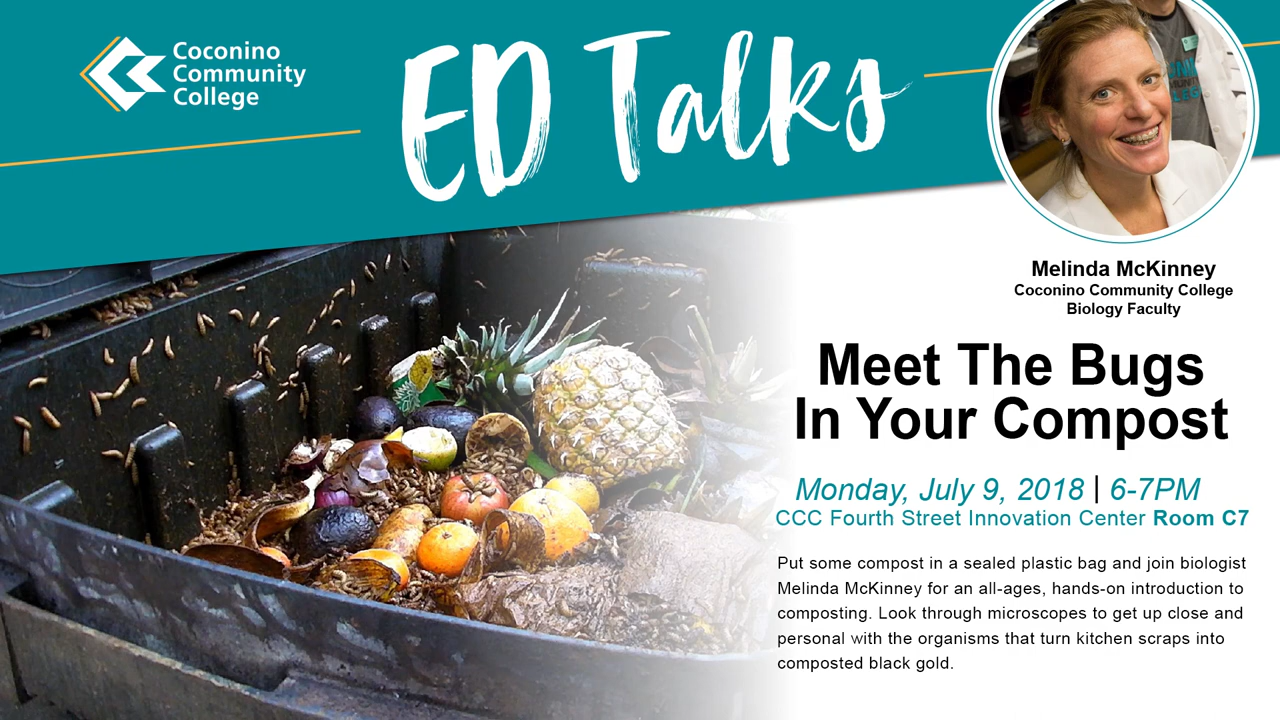 Coconino
Community
College
ED Talks
Melinda McKinney
Coconino Community College
Biology Faculty
Meet The Bugs
In Your Compost
Monday, July 9, 2018 | 6-7PM
CCC Fourth Street Innovation Center Room C7
Put some compost in a sealed plastic bag and join biologist
Melinda McKinney for an all-ages, hands-on introduction to
composting. Look through microscopes to get up close and
personal with the organisms that turn kitchen scraps into
composted black gold.